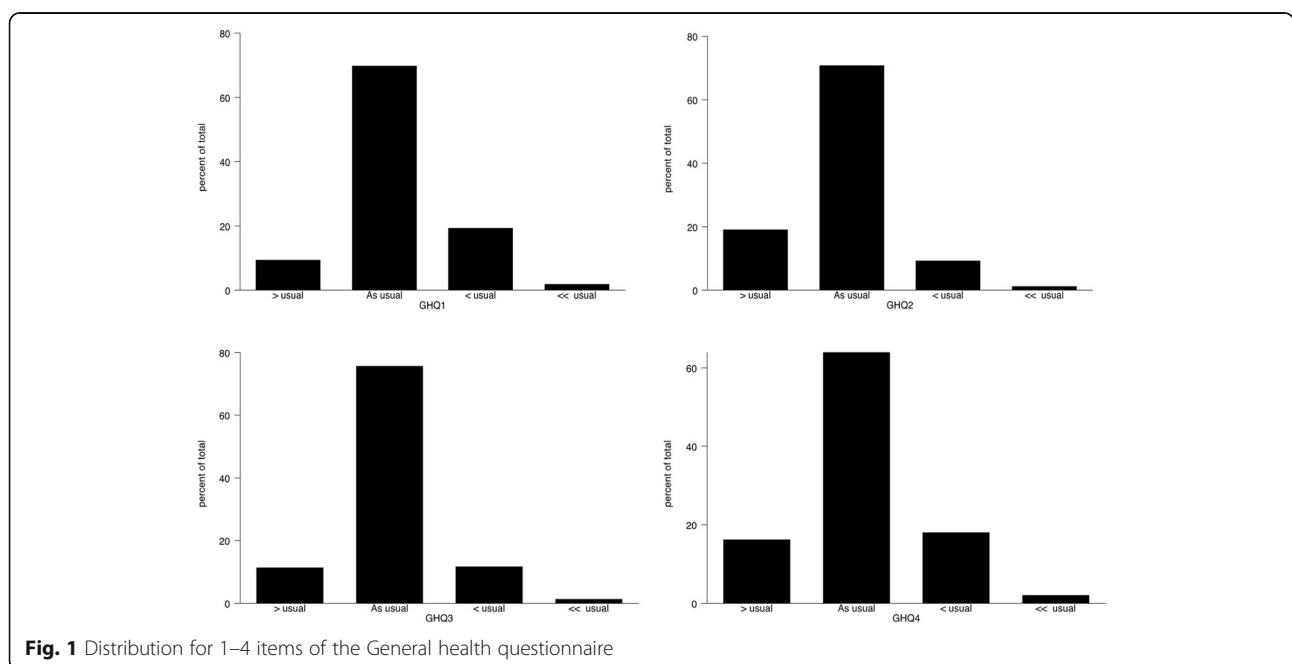 80
60
40
20
0
percent of total
> usual As usual < usual << usual
GHQ1
80
60
40
20
0
percent of total
> usual As usual < usual << usual
GHQ2
80
60
40
20
0
percent of total
> usual As usual < usual << usual
GHQ3
60
40
20
0
percent of total
> usual As usual < usual << usual
GHQ4
Fig. 1 Distribution for 1–4 items of the General health questionnaire